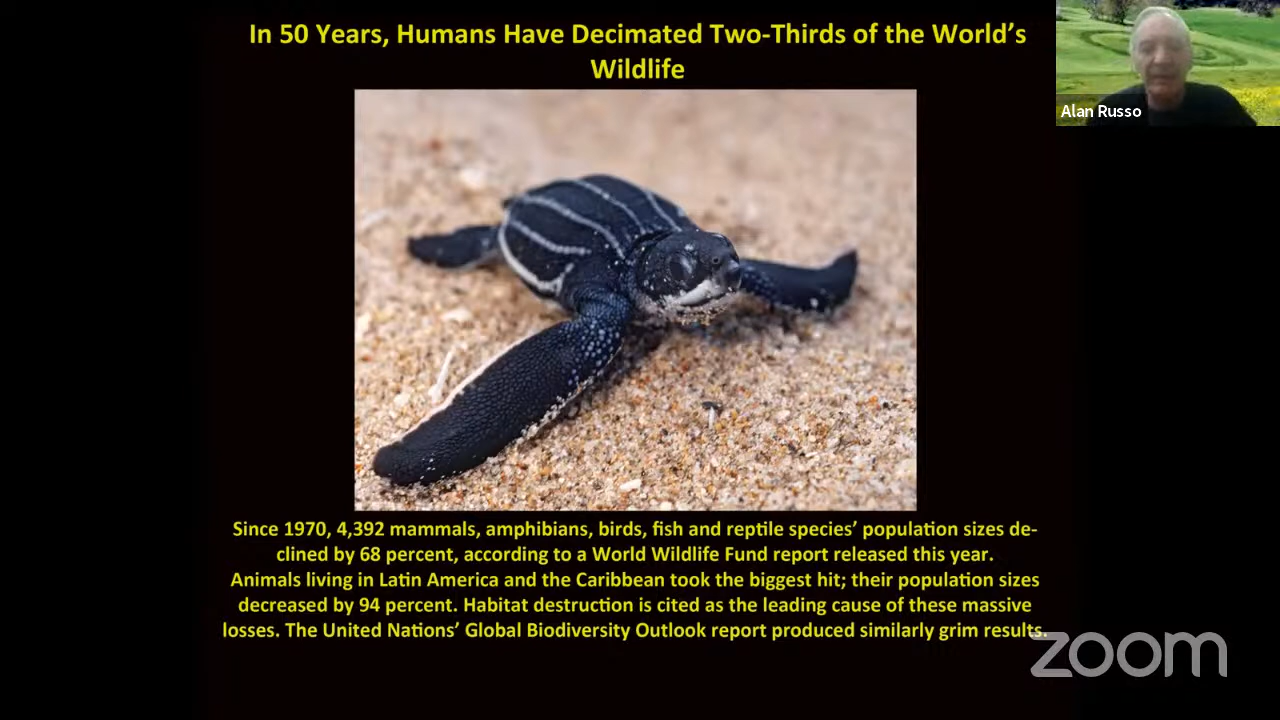 In 50 Years, Humans Have Decimated Two-Thirds of the World's
Wildlife
Alan Russo
Since 1970, 4,392 mammals, amphibians, birds, fish and reptile species' population sizes de-
clined by 68 percent, according to a World Wildlife Fund report released this year.
Animals living in Latin America and the Caribbean took the biggest hit; their population sizes
decreased by 94 percent. Habitat destruction is cited as the leading cause of these massive
losses. The United Nations' Global Biodiversity Outlook report produced similarly grim results.
zoom